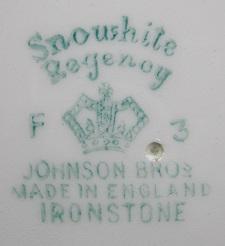 Snowhite
Regency
F 3
JOHNSON BROS
MADE IN ENGLAND
IRONSTONE